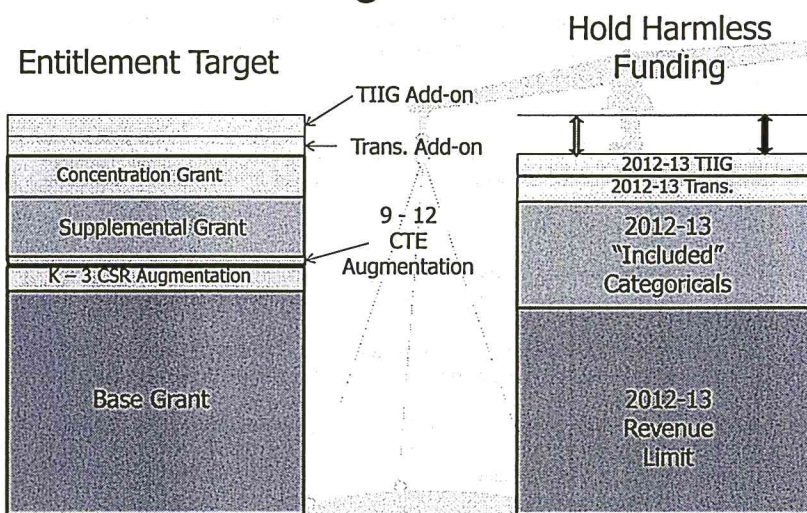 Entitlement Target
TIIG Add-on
Trans. Add-on
Concentration Grant
Supplemental Grant
9 - 12
CTE
Augmentation
K – 3 CSR Augmentation
Base Grant
Hold Harmless
Funding
2012-13 TIIG
2012-13 Trans.
2012-13
"Included"
Categoricals
2012-13
Revenue
Limit